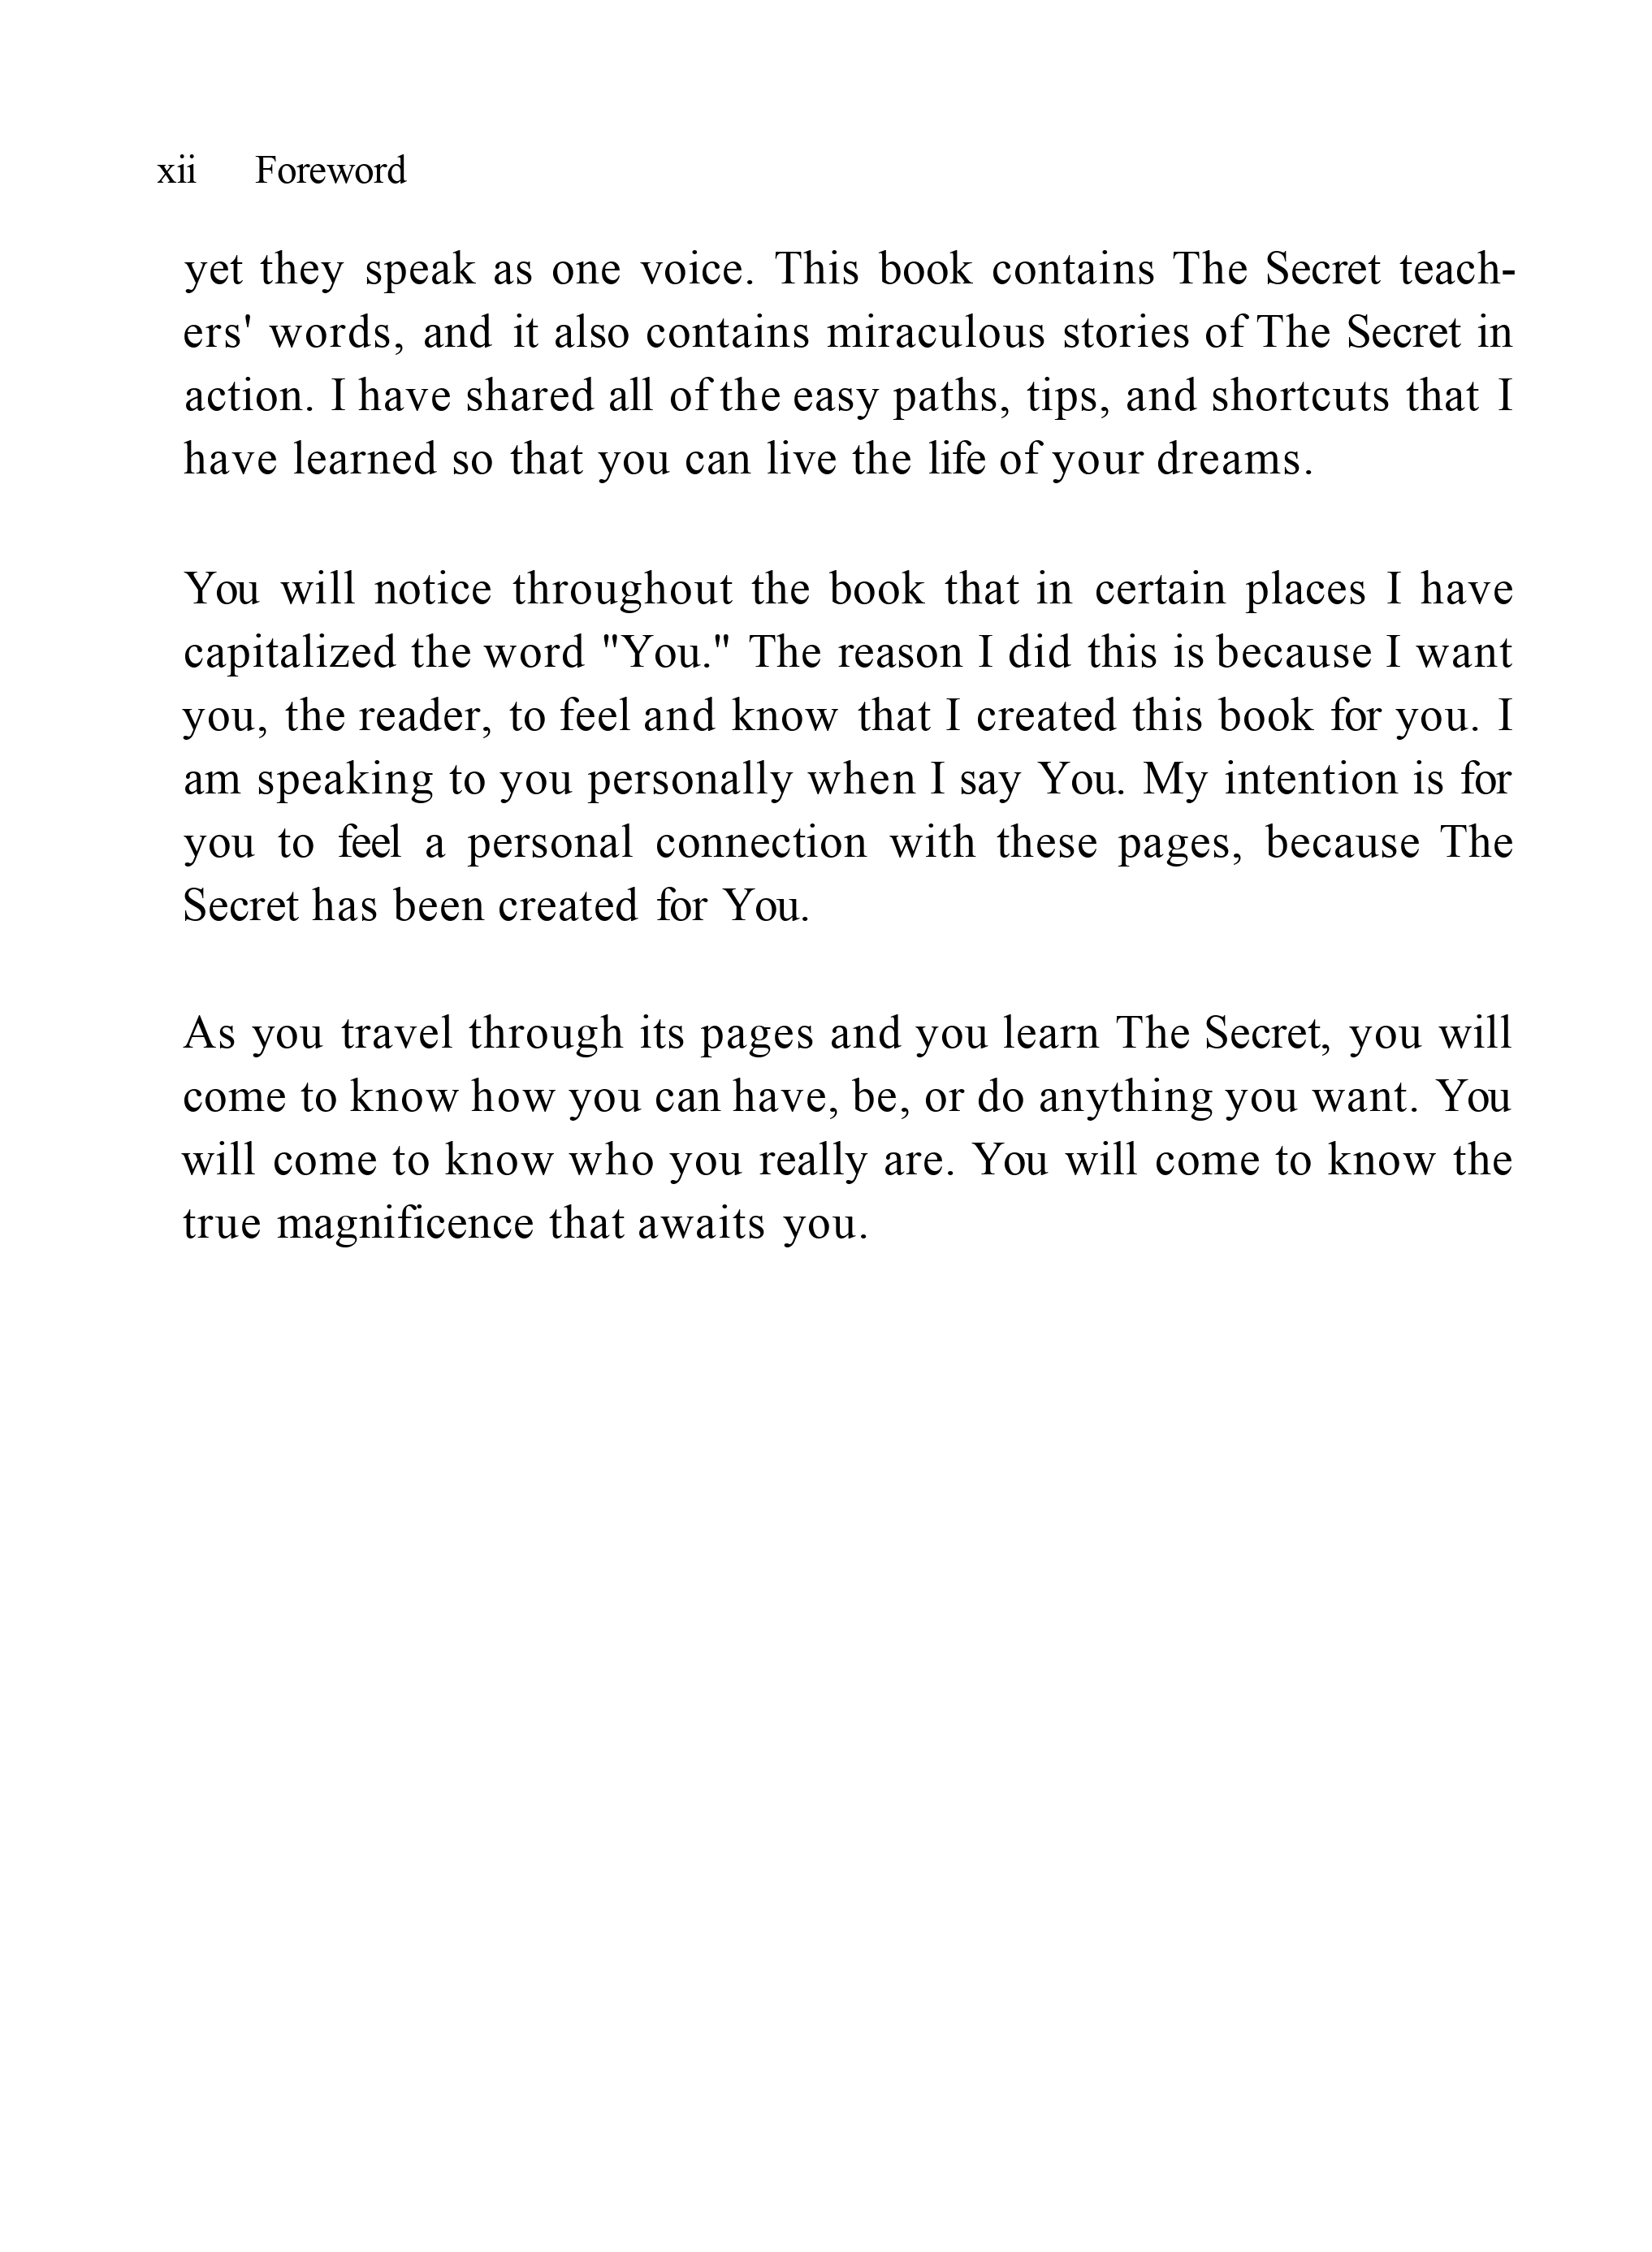 xii Foreword
yet they speak as one voice. This book contains The Secret teach-
ers' words, and it also contains miraculous stories of The Secret in
action. I have shared all of the easy paths, tips, and shortcuts that I
have learned so that you can live the life of your dreams.
You will notice throughout the book that in certain places I have
capitalized the word "You." The reason I did this is because I want
you, the reader, to feel and know that I created this book for you. I
am speaking to you personally when I say You. My intention is for
you to feel a personal connection with these pages, because The
Secret has been created for You.
As you travel through its pages and you learn The Secret, you will
come to know how you can have, be, or do anything you want. You
will come to know who you really are. You will come to know the
true magnificence that awaits you.